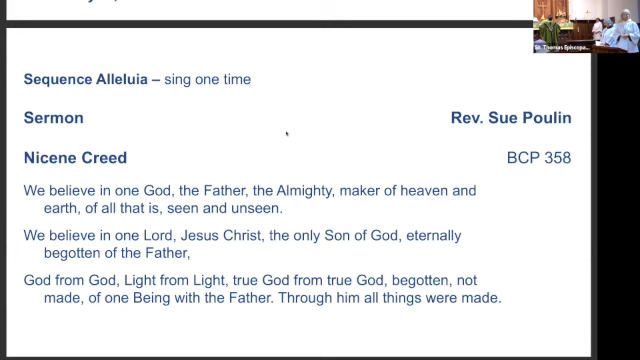 St. Thomas Episcopa...
Sequence Alleluia – sing one time
Sermon Rev. Sue Poulin
Nicene Creed BCP 358
We believe in one God, the Father, the Almighty, maker of heaven and
earth, of all that is, seen and unseen.
We believe in one Lord, Jesus Christ, the only Son of God, eternally
begotten of the Father,
God from God, Light from Light, true God from true God, begotten, not
made, of one Being with the Father. Through him all things were made.